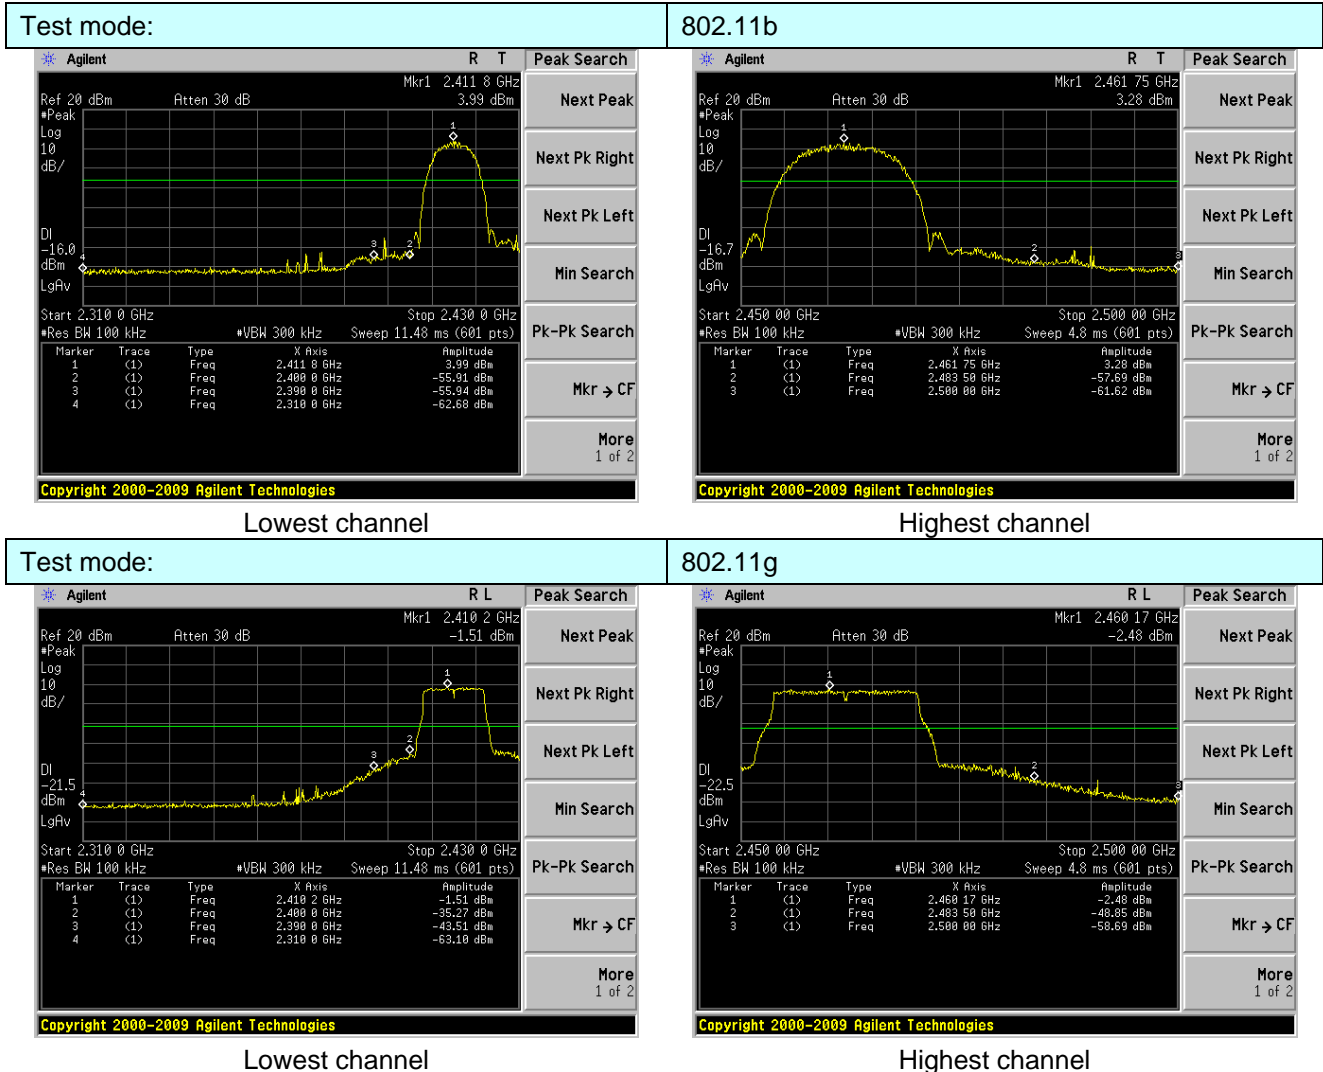 Test mode: 802.11b
Agilent R T Peak Search
Mkr1 2.411 8 GHz
Ref 20 dBm Atten 30 dB 3.99 dBm
#Peak
Log
10
dB/
1
DI
-16.0
dBm
LgAv
4
3
2
Start 2.310 0 GHz Stop 2.430 0 GHz
#Res BW 100 kHz #VBW 300 kHz Sweep 11.48 ms (601 pts)
Marker Trace Type X Axis Amplitude
1 (1) Freq 2.411 8 GHz 3.99 dBm
2 (1) Freq 2.400 0 GHz -55.91 dBm
3 (1) Freq 2.390 0 GHz -55.94 dBm
4 (1) Freq 2.310 0 GHz -62.68 dBm
Next Peak
Next Pk Right
Next Pk Left
Min Search
Pk-Pk Search
Mkr → CF
More
1 of 2
Copyright 2000-2009 Agilent Technologies
Lowest channel
Agilent R T Peak Search
Mkr1 2.461 75 GHz
Ref 20 dBm Atten 30 dB 3.28 dBm
#Peak
Log
10
dB/
1
DI
-16.7
dBm
LgAv
2
3
Start 2.450 00 GHz Stop 2.500 00 GHz
#Res BW 100 kHz #VBW 300 kHz Sweep 4.8 ms (601 pts)
Marker Trace Type X Axis Amplitude
1 (1) Freq 2.461 75 GHz 3.28 dBm
2 (1) Freq 2.483 50 GHz -57.69 dBm
3 (1) Freq 2.500 00 GHz -61.62 dBm
Next Peak
Next Pk Right
Next Pk Left
Min Search
Pk-Pk Search
Mkr → CF
More
1 of 2
Copyright 2000-2009 Agilent Technologies
Highest channel
Test mode: 802.11g
Agilent R L Peak Search
Mkr1 2.410 2 GHz
Ref 20 dBm Atten 30 dB -1.51 dBm
#Peak
Log
10
dB/
1
DI
-21.5
dBm
LgAv
4
3
2
Start 2.310 0 GHz Stop 2.430 0 GHz
#Res BW 100 kHz #VBW 300 kHz Sweep 11.48 ms (601 pts)
Marker Trace Type X Axis Amplitude
1 (1) Freq 2.410 2 GHz -1.51 dBm
2 (1) Freq 2.400 0 GHz -35.27 dBm
3 (1) Freq 2.390 0 GHz -43.51 dBm
4 (1) Freq 2.310 0 GHz -63.10 dBm
Next Peak
Next Pk Right
Next Pk Left
Min Search
Pk-Pk Search
Mkr → CF
More
1 of 2
Copyright 2000-2009 Agilent Technologies
Lowest channel
Agilent R L Peak Search
Mkr1 2.460 17 GHz
Ref 20 dBm Atten 30 dB -2.48 dBm
#Peak
Log
10
dB/
1
DI
-22.5
dBm
LgAv
2
3
Start 2.450 00 GHz Stop 2.500 00 GHz
#Res BW 100 kHz #VBW 300 kHz Sweep 4.8 ms (601 pts)
Marker Trace Type X Axis Amplitude
1 (1) Freq 2.460 17 GHz -2.48 dBm
2 (1) Freq 2.483 50 GHz -48.85 dBm
3 (1) Freq 2.500 00 GHz -58.69 dBm
Next Peak
Next Pk Right
Next Pk Left
Min Search
Pk-Pk Search
Mkr → CF
More
1 of 2
Copyright 2000-2009 Agilent Technologies
Highest channel